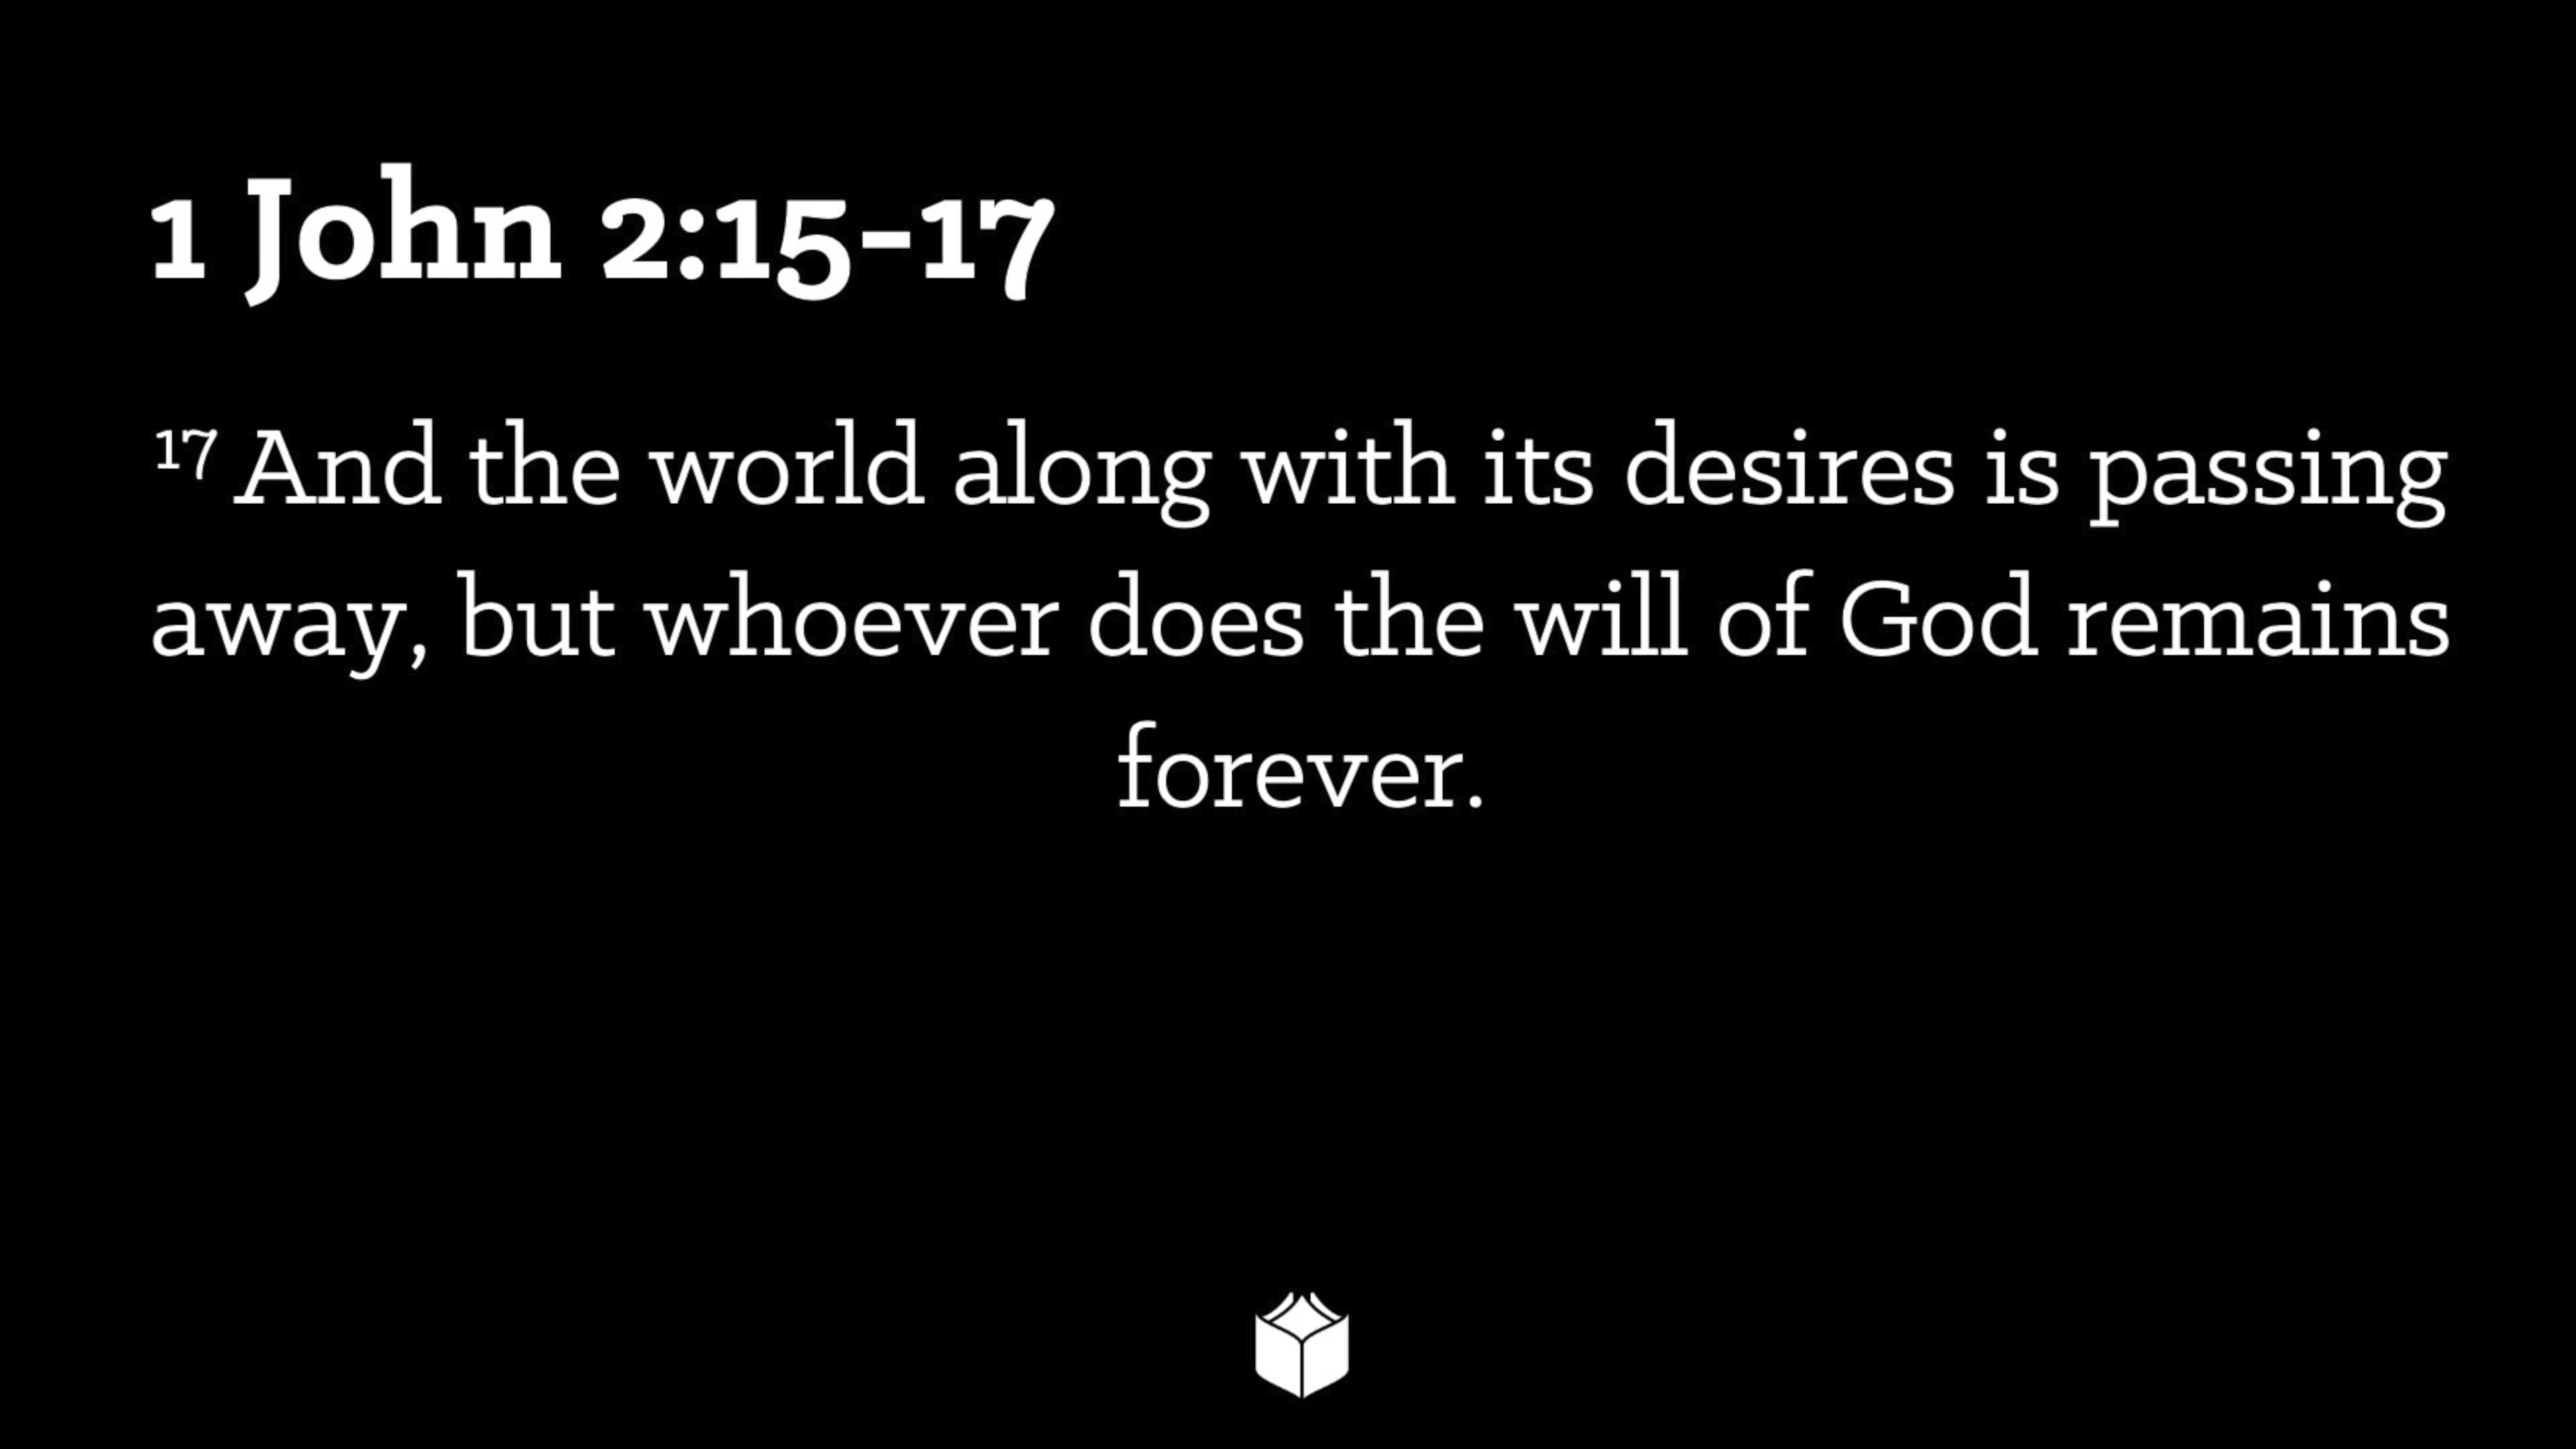 1 John 2:15-17
17 And the world along with its desires is passing
away, but whoever does the will of God remains
forever.